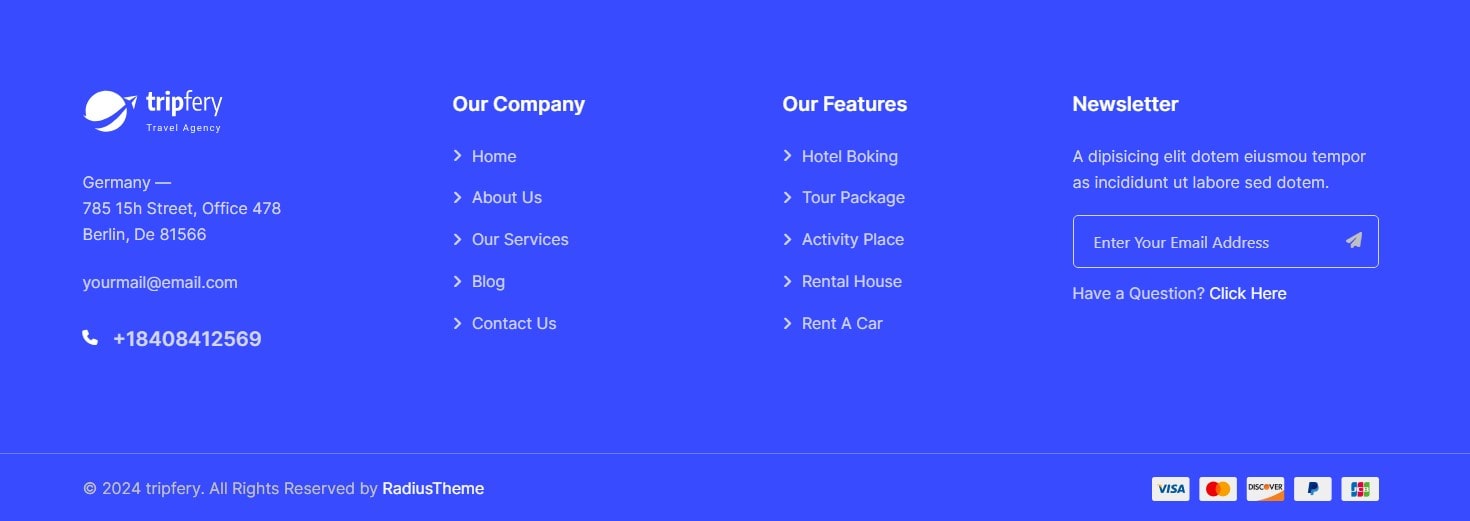 tripfery
Travel Agency
Germany —
785 15h Street, Office 478
Berlin, De 81566
yourmail@email.com
+18408412569
Our Company
Home
About Us
Our Services
Blog
Contact Us
Our Features
Hotel Boking
Tour Package
Activity Place
Rental House
Rent A Car
Newsletter
A dipisicing elit dotem eiusmou tempor
as incididunt ut labore sed dotem.
Enter Your Email Address
Have a Question? Click Here
© 2024 tripfery. All Rights Reserved by RadiusTheme
VISA DISCOVER JCB